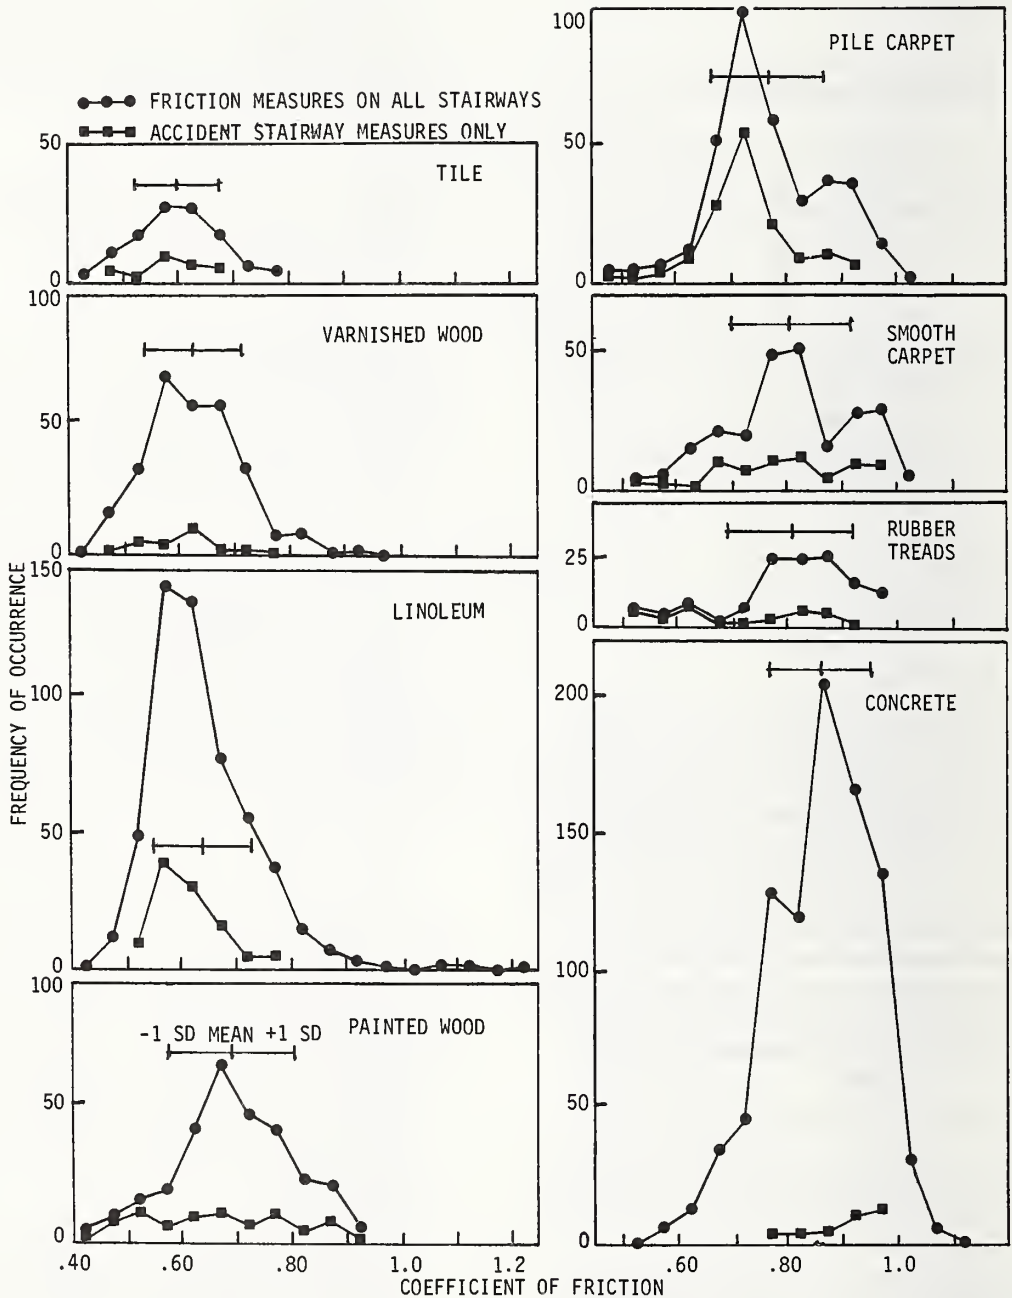 FRICTION MEASURES ON ALL STAIRWAYS
ACCIDENT STAIRWAY MEASURES ONLY
FREQUENCY OF OCCURRENCE
50
0
TILE
100
50
0
VARNISHED WOOD
150
100
50
0
LINOLEUM
100
50
0
-1 SD MEAN +1 SD
PAINTED WOOD
.40 .60 .80 1.0 1.2
100
50
0
PILE CARPET
50
0
SMOOTH
CARPET
25
0
RUBBER
TREADS
200
150
100
50
0
CONCRETE
.60 .80 1.0
COEFFICIENT OF FRICTION